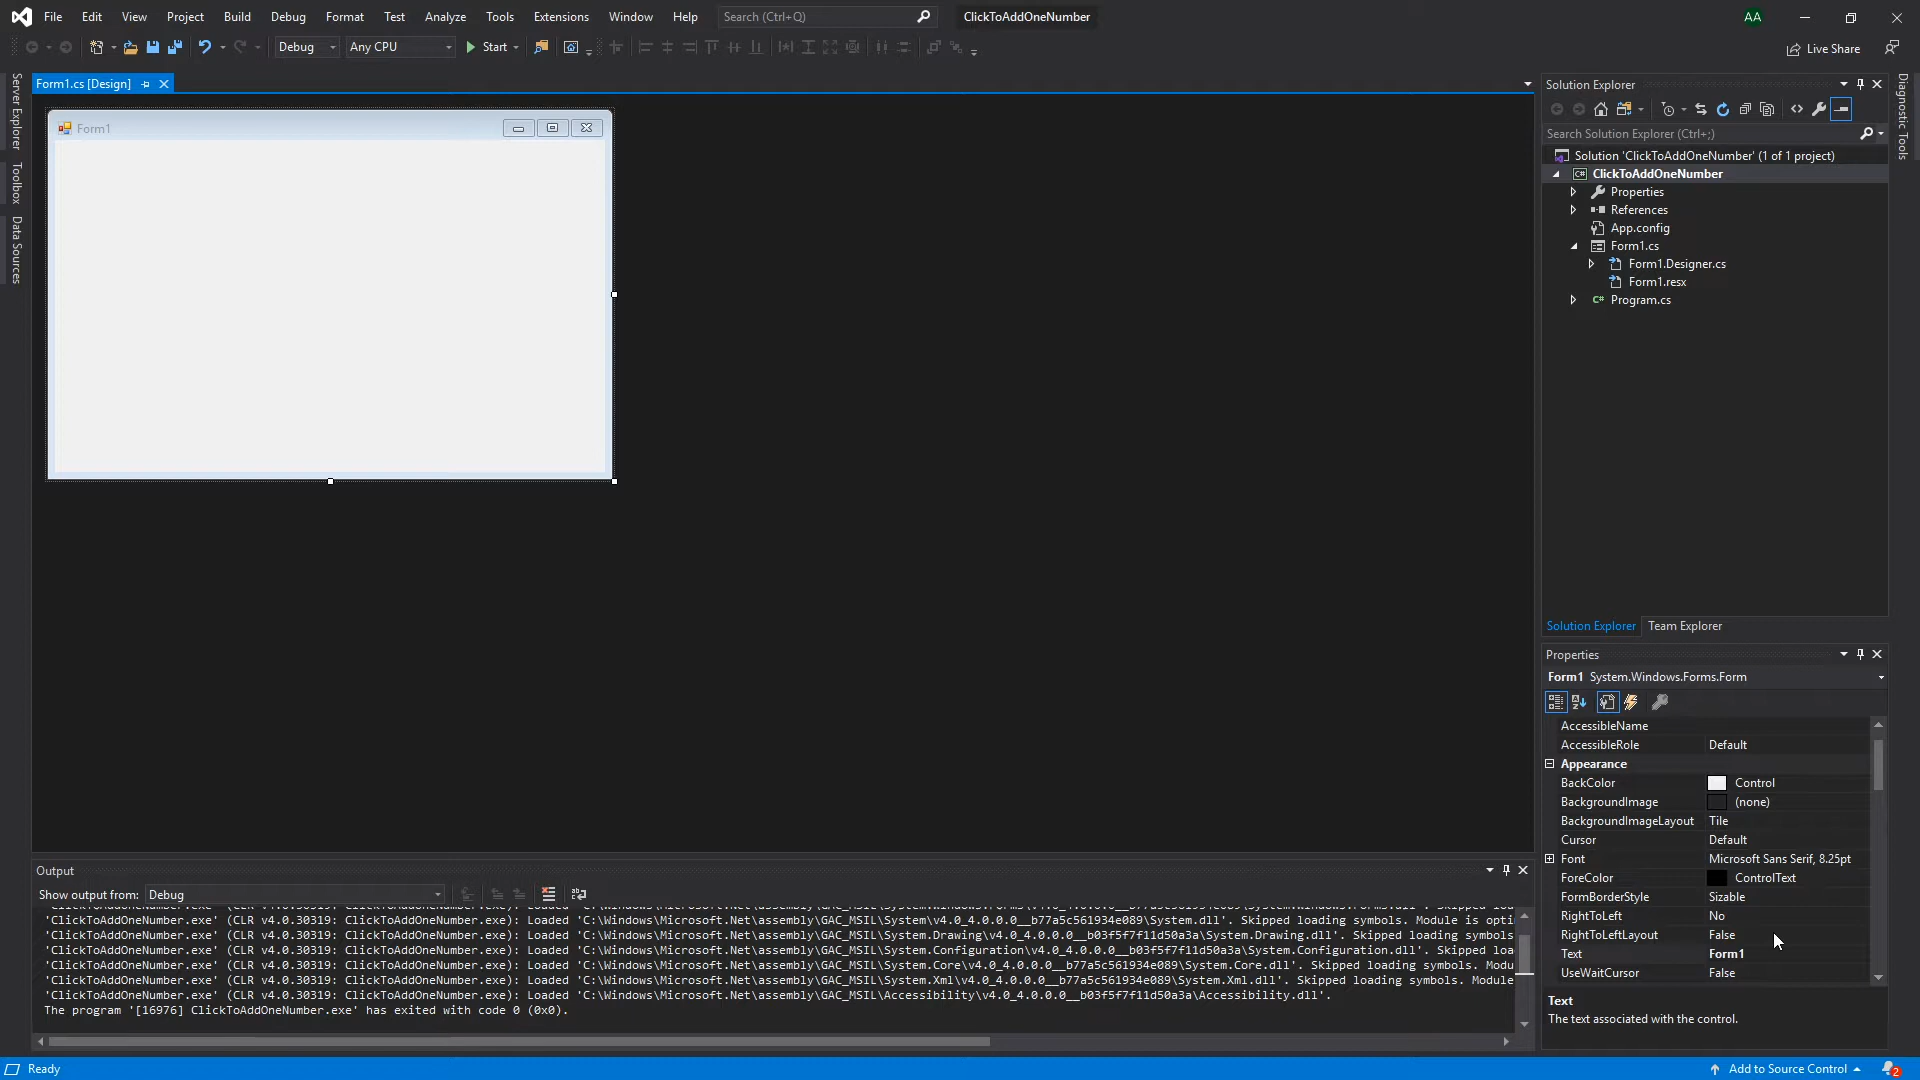 File Edit View Project Build Debug Format Test Analyze Tools Extensions Window Help Search (Ctrl+Q) ClickToAddOneNumber AA
Debug Any CPU Start Live Share
Server Explorer
Toolbox
Data Sources
Form1.cs [Design]
Form1
Solution Explorer
Search Solution Explorer (Ctrl+;)
Solution 'ClickToAddOneNumber' (1 of 1 project)
C# ClickToAddOneNumber
Properties
References
App.config
Form1.cs
Form1.Designer.cs
Form1.resx
C# Program.cs
Diagnostic Tools
Solution Explorer Team Explorer
Properties
Form1 System.Windows.Forms.Form
AccessibleName
AccessibleRole Default
Appearance
BackColor Control
BackgroundImage (none)
BackgroundImageLayout Tile
Cursor Default
Font Microsoft Sans Serif, 8.25pt
ForeColor ControlText
FormBorderStyle Sizable
RightToLeft No
RightToLeftLayout False
Text Form1
UseWaitCursor False
Text
The text associated with the control.
Output
Show output from: Debug
'ClickToAddOneNumber.exe' (CLR v4.0.30319: ClickToAddOneNumber.exe): Loaded 'C:\Windows\Microsoft.Net\assembly\GAC_MSIL\System\v4.0_4.0.0.0__b77a5c561934e089\System.dll'. Skipped loading symbols. Module is opti
'ClickToAddOneNumber.exe' (CLR v4.0.30319: ClickToAddOneNumber.exe): Loaded 'C:\Windows\Microsoft.Net\assembly\GAC_MSIL\System.Drawing\v4.0_4.0.0.0__b03f5f7f11d50a3a\System.Drawing.dll'. Skipped loading symbols
'ClickToAddOneNumber.exe' (CLR v4.0.30319: ClickToAddOneNumber.exe): Loaded 'C:\Windows\Microsoft.Net\assembly\GAC_MSIL\System.Configuration\v4.0_4.0.0.0__b03f5f7f11d50a3a\System.Configuration.dll'. Skipped loa
'ClickToAddOneNumber.exe' (CLR v4.0.30319: ClickToAddOneNumber.exe): Loaded 'C:\Windows\Microsoft.Net\assembly\GAC_MSIL\System.Core\v4.0_4.0.0.0__b77a5c561934e089\System.Core.dll'. Skipped loading symbols. Modu
'ClickToAddOneNumber.exe' (CLR v4.0.30319: ClickToAddOneNumber.exe): Loaded 'C:\Windows\Microsoft.Net\assembly\GAC_MSIL\System.Xml\v4.0_4.0.0.0__b77a5c561934e089\System.Xml.dll'. Skipped loading symbols. Module
'ClickToAddOneNumber.exe' (CLR v4.0.30319: ClickToAddOneNumber.exe): Loaded 'C:\Windows\Microsoft.Net\assembly\GAC_MSIL\Accessibility\v4.0_4.0.0.0__b03f5f7f11d50a3a\Accessibility.dll'.
The program '[16976] ClickToAddOneNumber.exe' has exited with code 0 (0x0).
Ready Add to Source Control 2